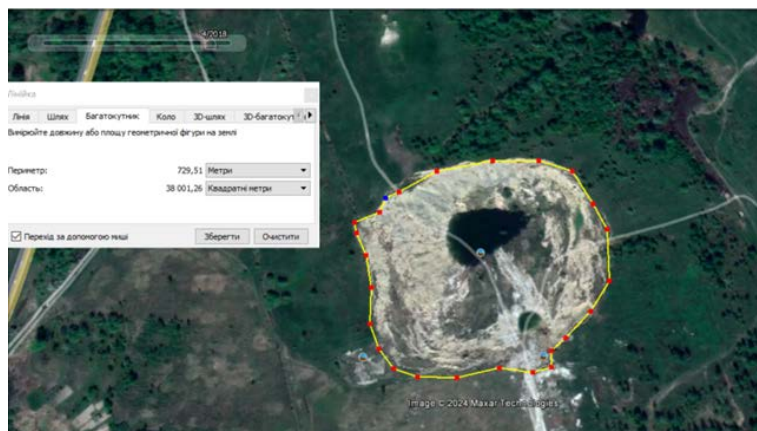 4/2018
Лінійка
Лінія Шлях Багатокутник Коло 3D-шлях
Вимірюйте довжину або площу геометричної фігури на землі
Периметр: 729,51 Метри
Область: 38 001,26 Квадратні метри
Перехід за допомогою миші Зберегти Очистити
Image © 2024 Maxar Technologies